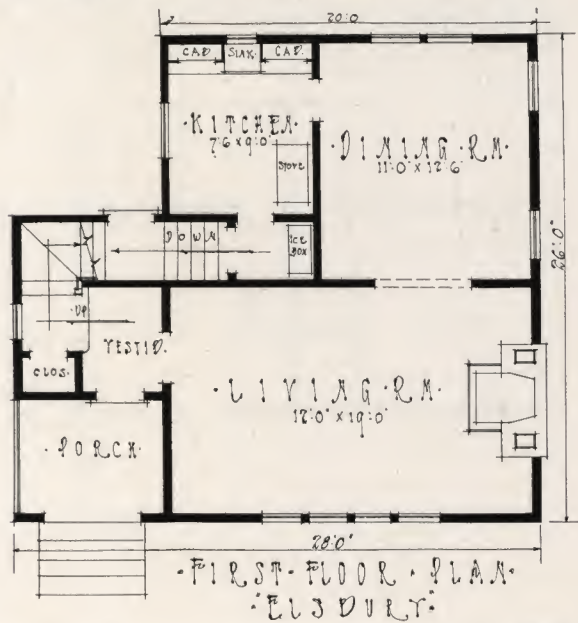 20:0
CAB. SINK. CAB.
·KITCHEN·
7'6 x 9'0"
STOVE
·DINING·RM·
11'-0" x 12'6"
DOWN
ICE BOX
26'-0"
·UP·
VESTIB.
CLOS.
·LIVING·RM·
12'0" x 19'0"
·PORCH·
28'-0"
·FIRST·FLOOR·PLAN·
·"ELSBURY"·